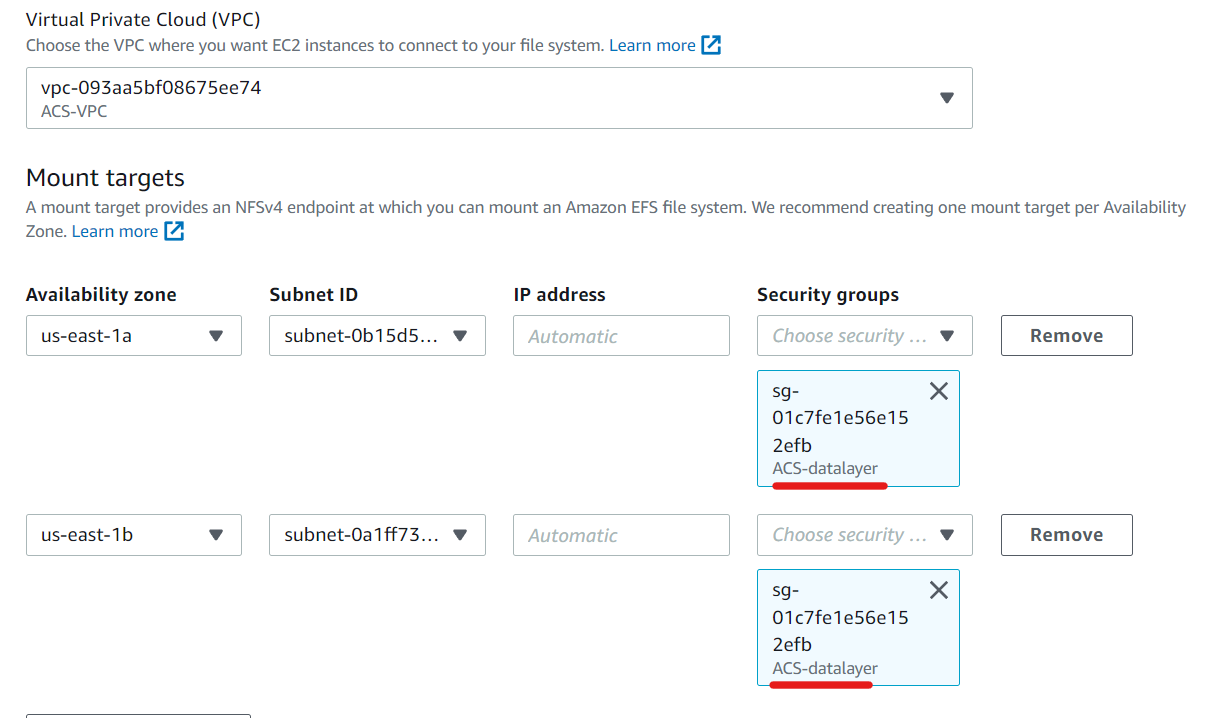 Virtual Private Cloud (VPC)
Choose the VPC where you want EC2 instances to connect to your file system. Learn more
vpc-093aa5bf08675ee74
ACS-VPC
Mount targets
A mount target provides an NFSv4 endpoint at which you can mount an Amazon EFS file system. We recommend creating one mount target per Availability
Zone. Learn more
Availability zone Subnet ID IP address Security groups
us-east-1a subnet-0b15d5... Automatic Choose security ... Remove
sg-
01c7fe1e56e15
2efb
ACS-datalayer
us-east-1b subnet-0a1ff73... Automatic Choose security ... Remove
sg-
01c7fe1e56e15
2efb
ACS-datalayer